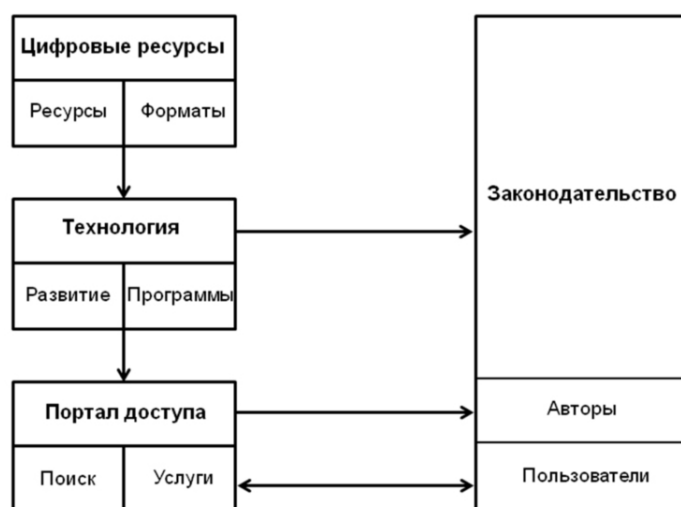 Цифровые ресурсы
Ресурсы
Форматы
Технология
Развитие
Программы
Портал доступа
Поиск
Услуги
Законодательство
Авторы
Пользователи